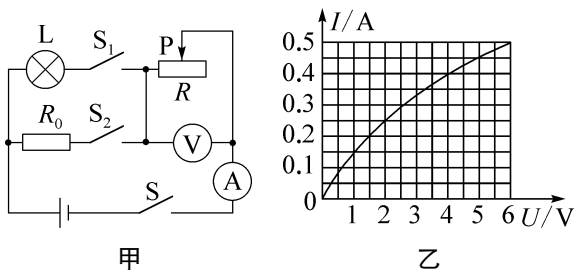 L S₁ P R
R₀ S₂ V A
S
甲
I/A
0.5
0.4
0.3
0.2
0.1
0 1 2 3 4 5 6 U/V
乙